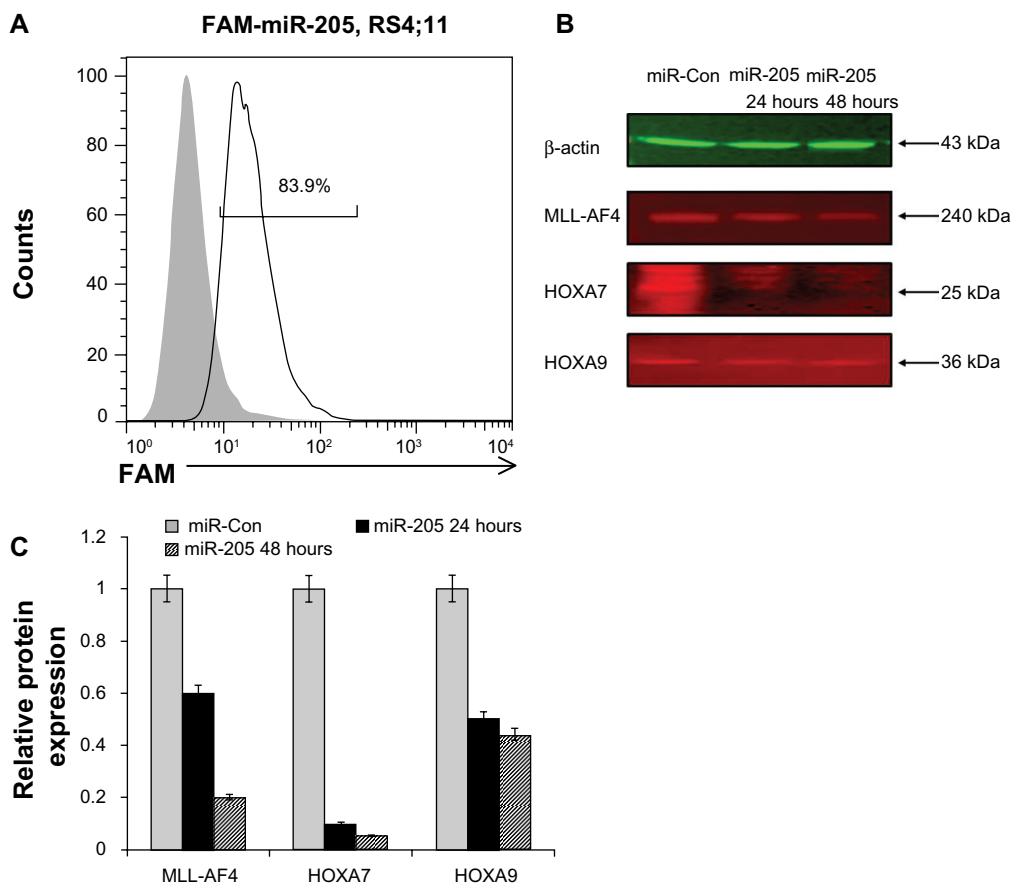 A
FAM-miR-205, RS4;11
100
80
60
40
20
0
83.9%
Counts
10⁰ 10¹ 10² 10³ 10⁴
FAM
B
miR-Con miR-205 miR-205
24 hours 48 hours
β-actin 43 kDa
MLL-AF4 240 kDa
HOXA7 25 kDa
HOXA9 36 kDa
C
miR-Con miR-205 24 hours
miR-205 48 hours
1.2
1
0.8
0.6
0.4
0.2
0
Relative protein
expression
MLL-AF4 HOXA7 HOXA9